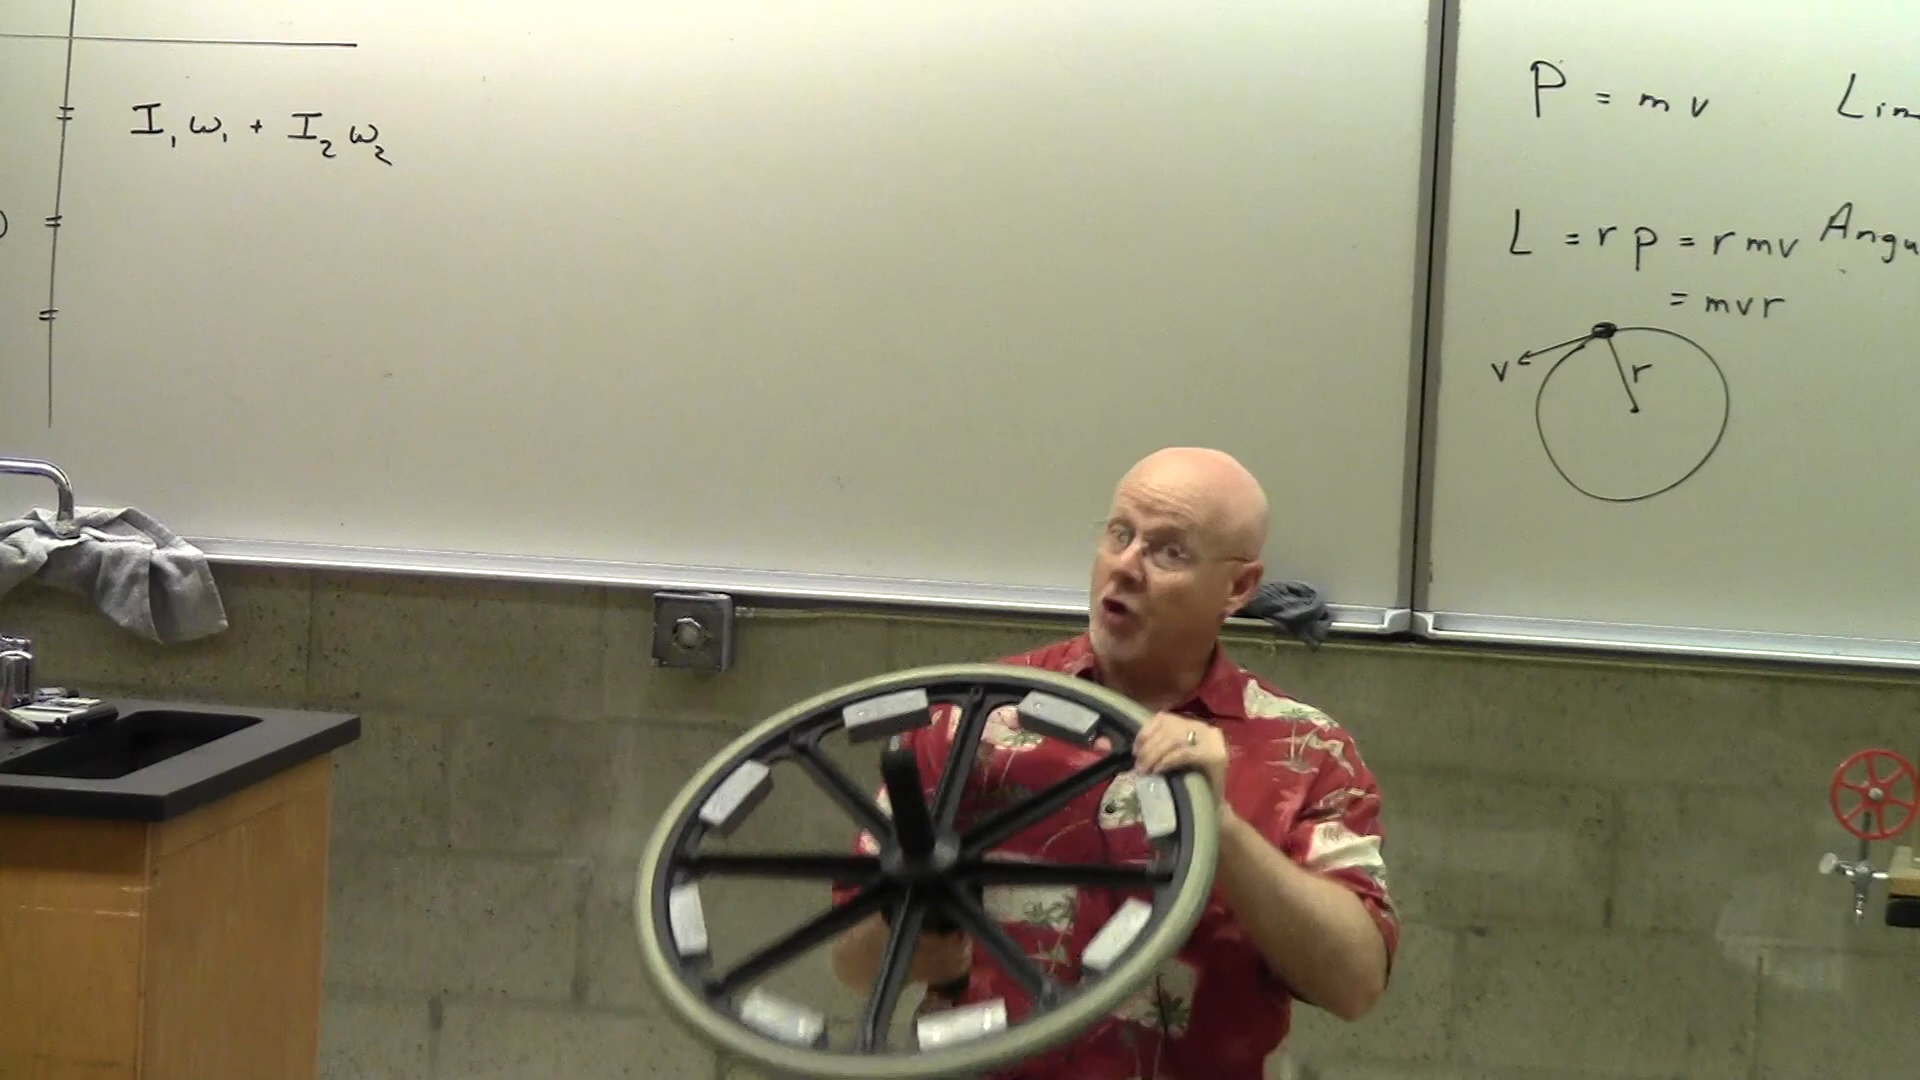 = I₁ω₁ + I₂ω₂
=
=
P = mv
L = rp = rmv
= mvr
v
r